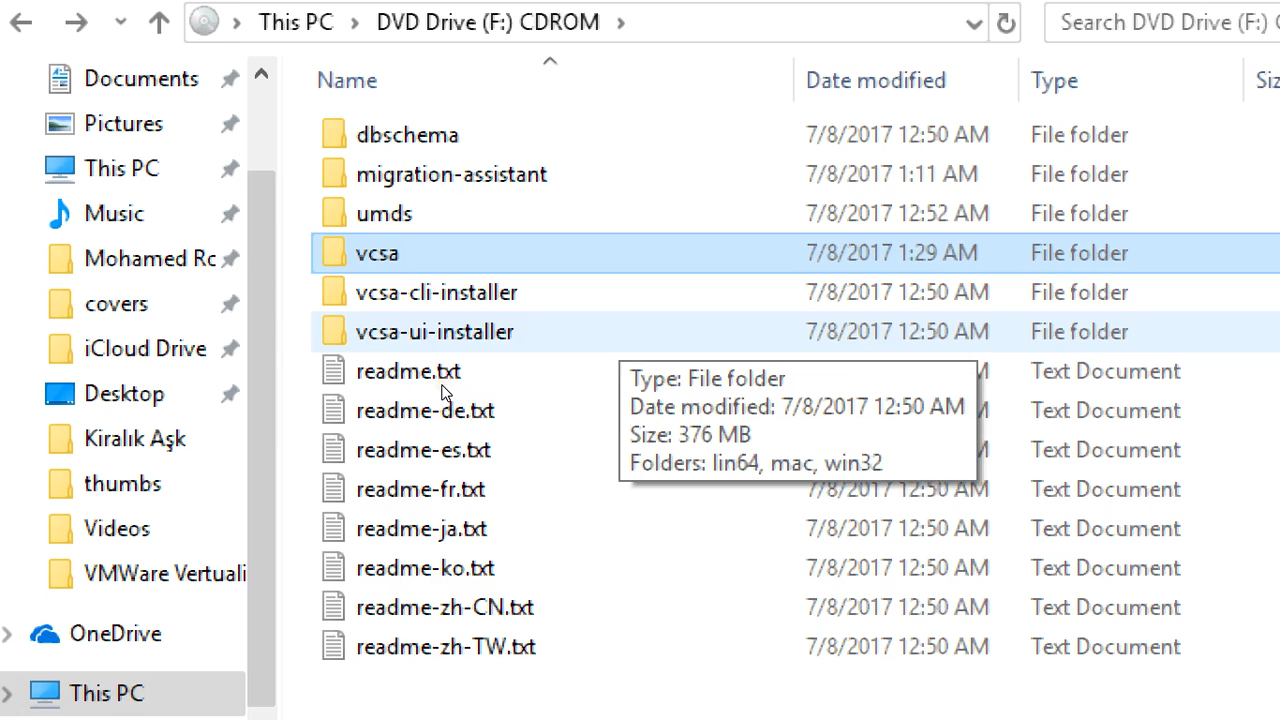 This PC > DVD Drive (F:) CDROM >
Search DVD Drive (F:)
Documents
Pictures
This PC
Music
Mohamed Rc
covers
iCloud Drive
Desktop
Kiralık Aşk
thumbs
Videos
VMWare Vertuali
OneDrive
This PC
Name Date modified Type Siz
dbschema 7/8/2017 12:50 AM File folder
migration-assistant 7/8/2017 1:11 AM File folder
umds 7/8/2017 12:52 AM File folder
vcsa 7/8/2017 1:29 AM File folder
vcsa-cli-installer 7/8/2017 12:50 AM File folder
vcsa-ui-installer 7/8/2017 12:50 AM File folder
readme.txt Text Document
readme-de.txt Text Document
readme-es.txt Text Document
readme-fr.txt 7/8/2017 12:50 AM Text Document
readme-ja.txt 7/8/2017 12:50 AM Text Document
readme-ko.txt 7/8/2017 12:50 AM Text Document
readme-zh-CN.txt 7/8/2017 12:50 AM Text Document
readme-zh-TW.txt 7/8/2017 12:50 AM Text Document
Type: File folder
Date modified: 7/8/2017 12:50 AM
Size: 376 MB
Folders: lin64, mac, win32